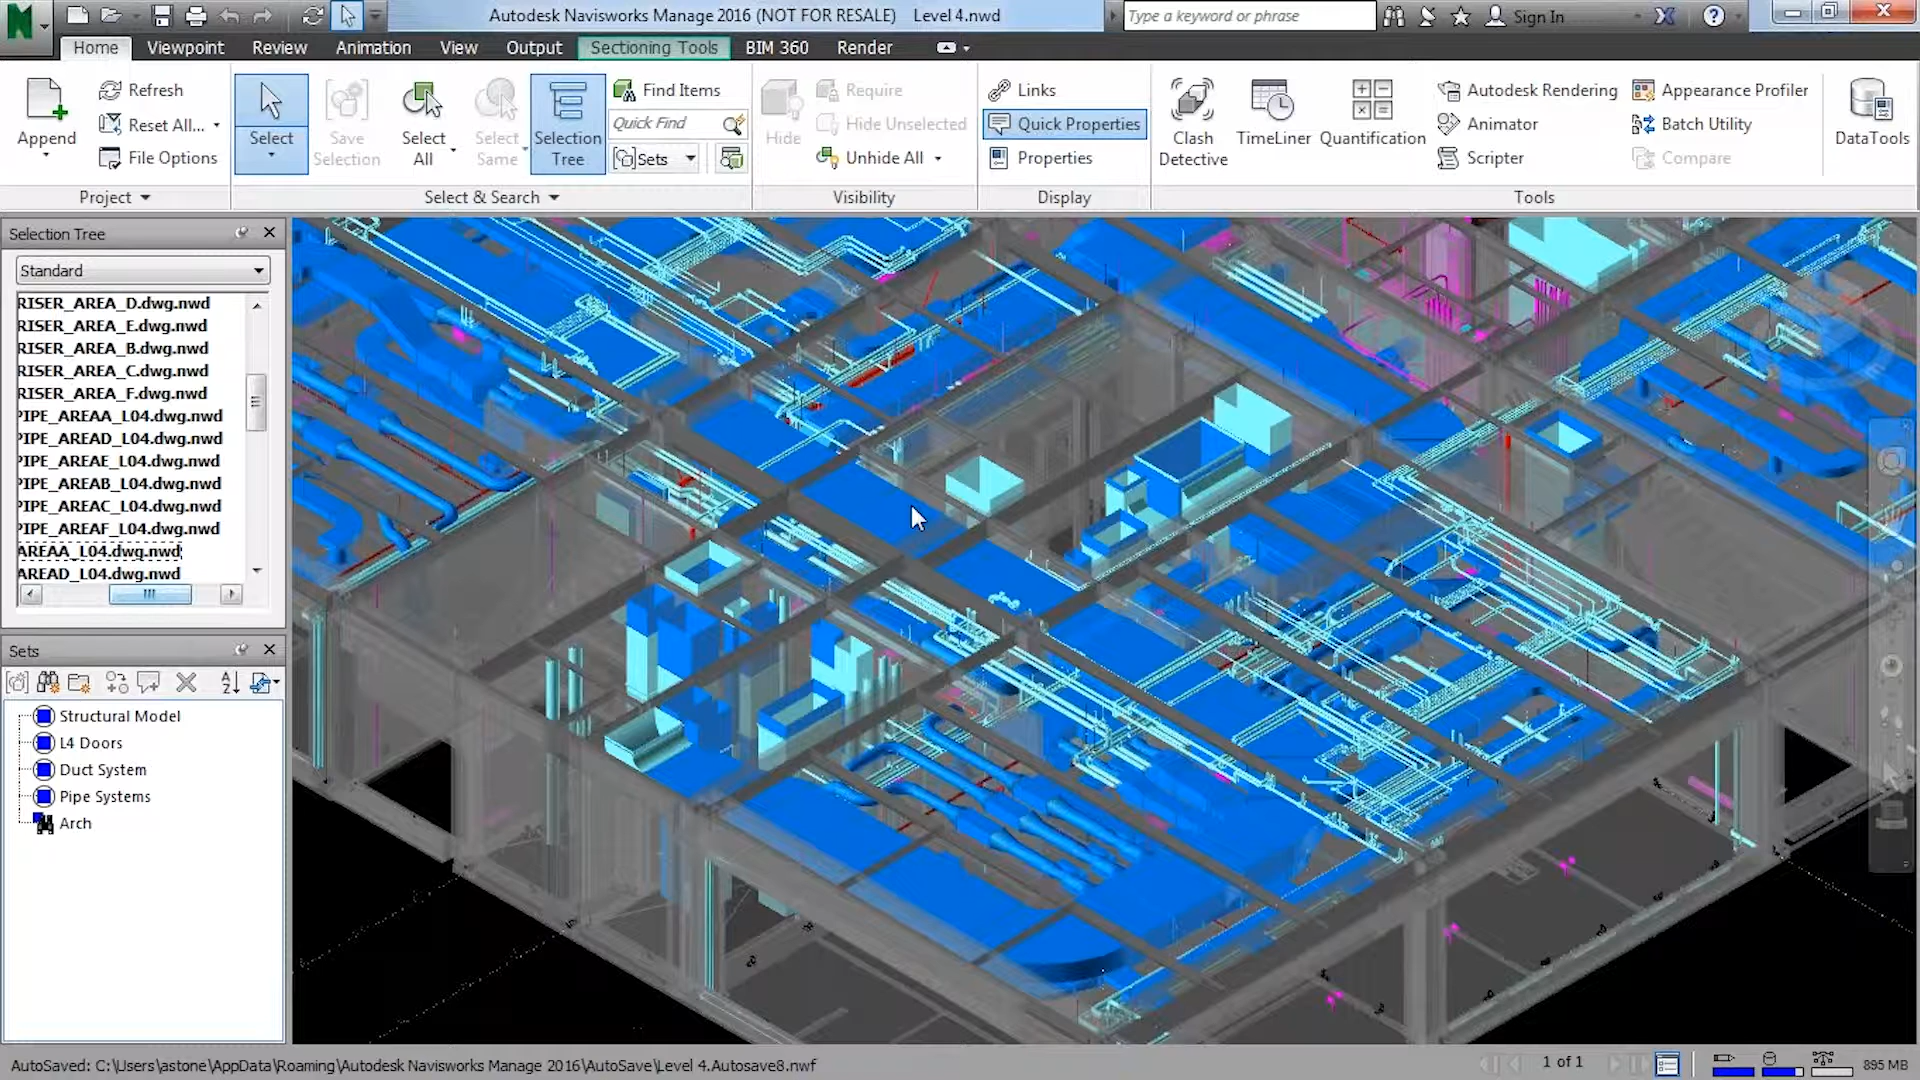 Autodesk Navisworks Manage 2016 (NOT FOR RESALE) Level 4.nwd
Type a keyword or phrase
Sign In
Home Viewpoint Review Animation View Output Sectioning Tools BIM 360 Render
Append
Refresh
Reset All...
File Options
Project
Select
Save Selection
Select All
Select Same
Selection Tree
Find Items
Quick Find
Sets
Select & Search
Hide
Require
Hide Unselected
Unhide All
Visibility
Links
Quick Properties
Properties
Display
Clash Detective
TimeLiner
Quantification
Autodesk Rendering
Animator
Scripter
Appearance Profiler
Batch Utility
Compare
DataTools
Tools
Selection Tree
Standard
RISER_AREA_D.dwg.nwd
RISER_AREA_E.dwg.nwd
RISER_AREA_B.dwg.nwd
RISER_AREA_C.dwg.nwd
RISER_AREA_F.dwg.nwd
PIPE_AREAA_L04.dwg.nwd
PIPE_AREAD_L04.dwg.nwd
PIPE_AREAE_L04.dwg.nwd
PIPE_AREAB_L04.dwg.nwd
PIPE_AREAC_L04.dwg.nwd
PIPE_AREAF_L04.dwg.nwd
AREAA_L04.dwg.nwd
AREAD_L04.dwg.nwd
Sets
Structural Model
L4 Doors
Duct System
Pipe Systems
Arch
AutoSaved: C:\Users\astone\AppData\Roaming\Autodesk Navisworks Manage 2016\AutoSave\Level 4.Autosave8.nwf
1 of 1
895 MB